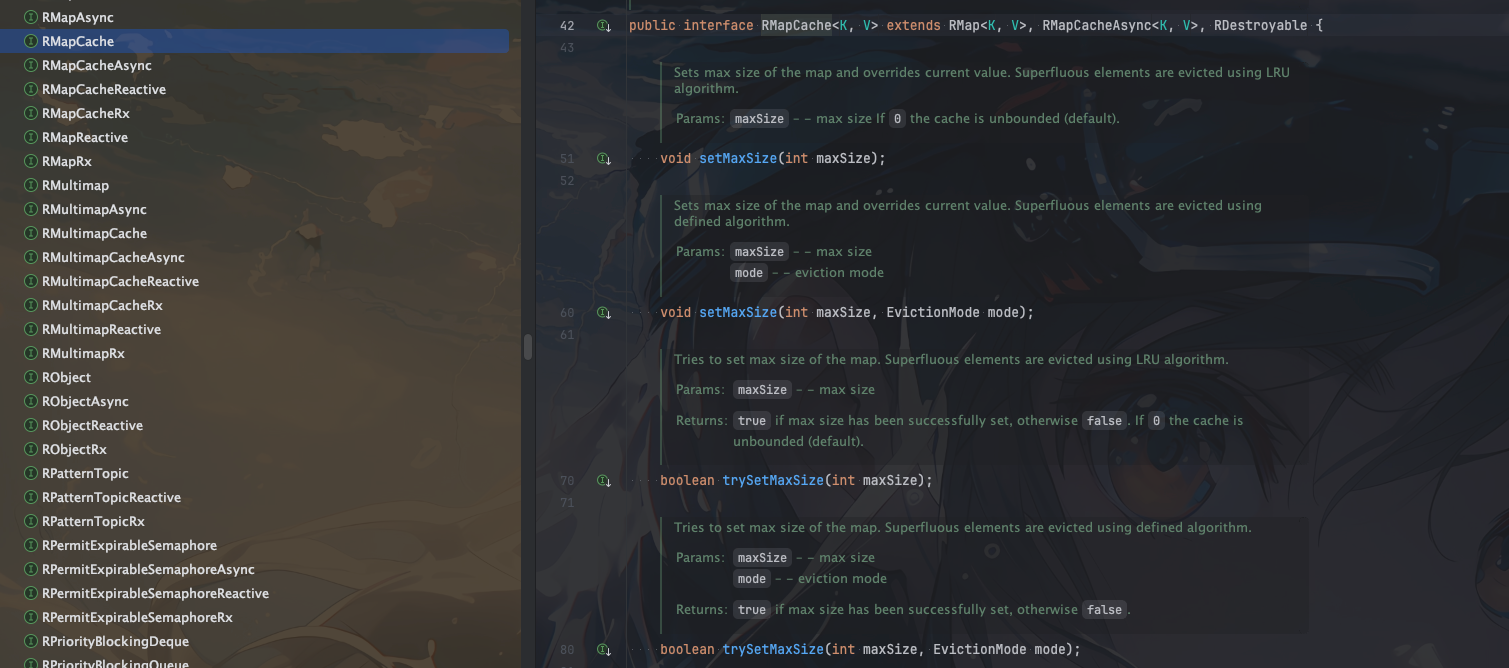 RMapAsync
RMapCache
RMapCacheAsync
RMapCacheReactive
RMapCacheRx
RMapReactive
RMapRx
RMultimap
RMultimapAsync
RMultimapCache
RMultimapCacheAsync
RMultimapCacheReactive
RMultimapCacheRx
RMultimapReactive
RMultimapRx
RObject
RObjectAsync
RObjectReactive
RObjectRx
RPatternTopic
RPatternTopicReactive
RPatternTopicRx
RPermitExpirableSemaphore
RPermitExpirableSemaphoreAsync
RPermitExpirableSemaphoreReactive
RPermitExpirableSemaphoreRx
RPriorityBlockingDeque
RPriorityBlockingQueue
42 public interface RMapCache<K, V> extends RMap<K, V>, RMapCacheAsync<K, V>, RDestroyable {
43
Sets max size of the map and overrides current value. Superfluous elements are evicted using LRU
algorithm.
Params: maxSize – – max size If 0 the cache is unbounded (default).
51 void setMaxSize(int maxSize);
52
Sets max size of the map and overrides current value. Superfluous elements are evicted using
defined algorithm.
Params: maxSize – – max size
mode – – eviction mode
60 void setMaxSize(int maxSize, EvictionMode mode);
61
Tries to set max size of the map. Superfluous elements are evicted using LRU algorithm.
Params: maxSize – – max size
Returns: true if max size has been successfully set, otherwise false. If 0 the cache is
unbounded (default).
70 boolean trySetMaxSize(int maxSize);
71
Tries to set max size of the map. Superfluous elements are evicted using defined algorithm.
Params: maxSize – – max size
mode – – eviction mode
Returns: true if max size has been successfully set, otherwise false.
80 boolean trySetMaxSize(int maxSize, EvictionMode mode);